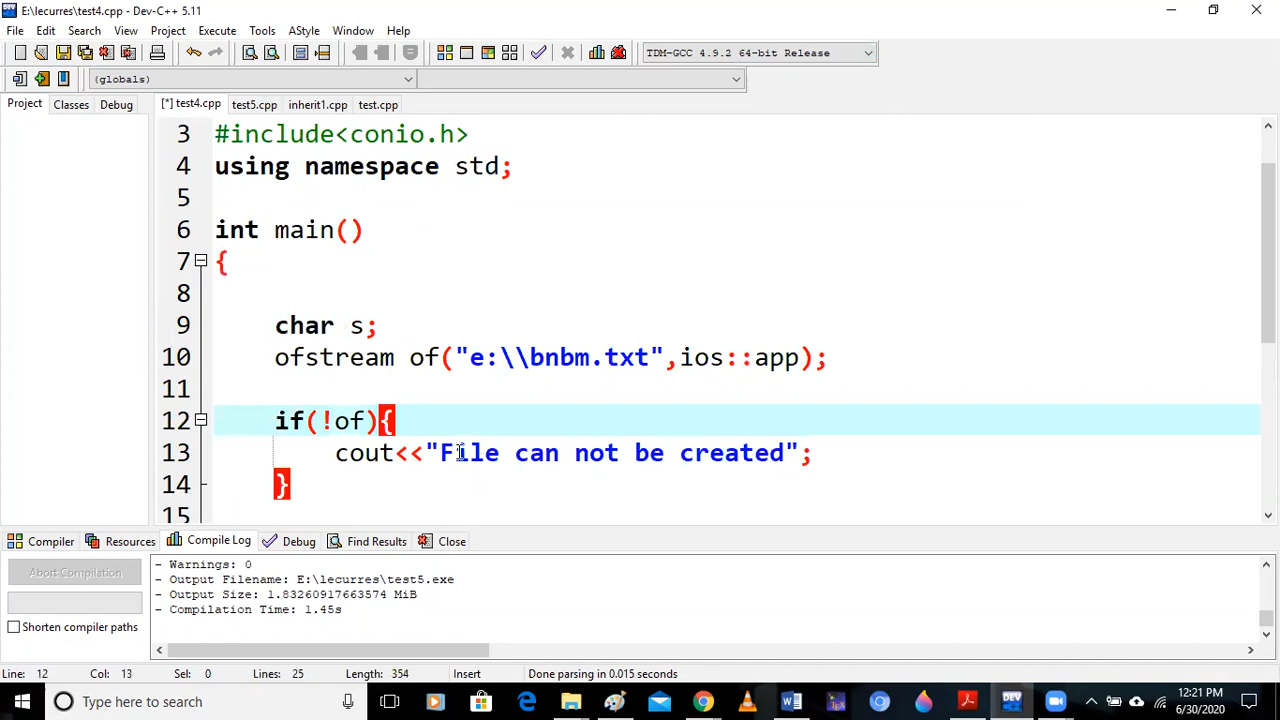 E:\lecurres\test4.cpp - Dev-C++ 5.11
File Edit Search View Project Execute Tools AStyle Window Help
TDM-GCC 4.9.2 64-bit Release
(globals)
Project Classes Debug [*] test4.cpp test5.cpp inherit1.cpp test.cpp
3 #include<conio.h>
4 using namespace std;
5
6 int main()
7 {
8
9 char s;
10 ofstream of("e:\\bnbm.txt",ios::app);
11
12 if(!of){
13 cout<<"File can not be created";
14 }
15
Compiler Resources Compile Log Debug Find Results Close
Abort Compilation
Shorten compiler paths
- Warnings: 0
- Output Filename: E:\lecurres\test5.exe
- Output Size: 1.83260917663574 MiB
- Compilation Time: 1.45s
Line: 12 Col: 13 Sel: 0 Lines: 25 Length: 354 Insert Done parsing in 0.015 seconds
Type here to search
DEV
12:21 PM
6/30/2020